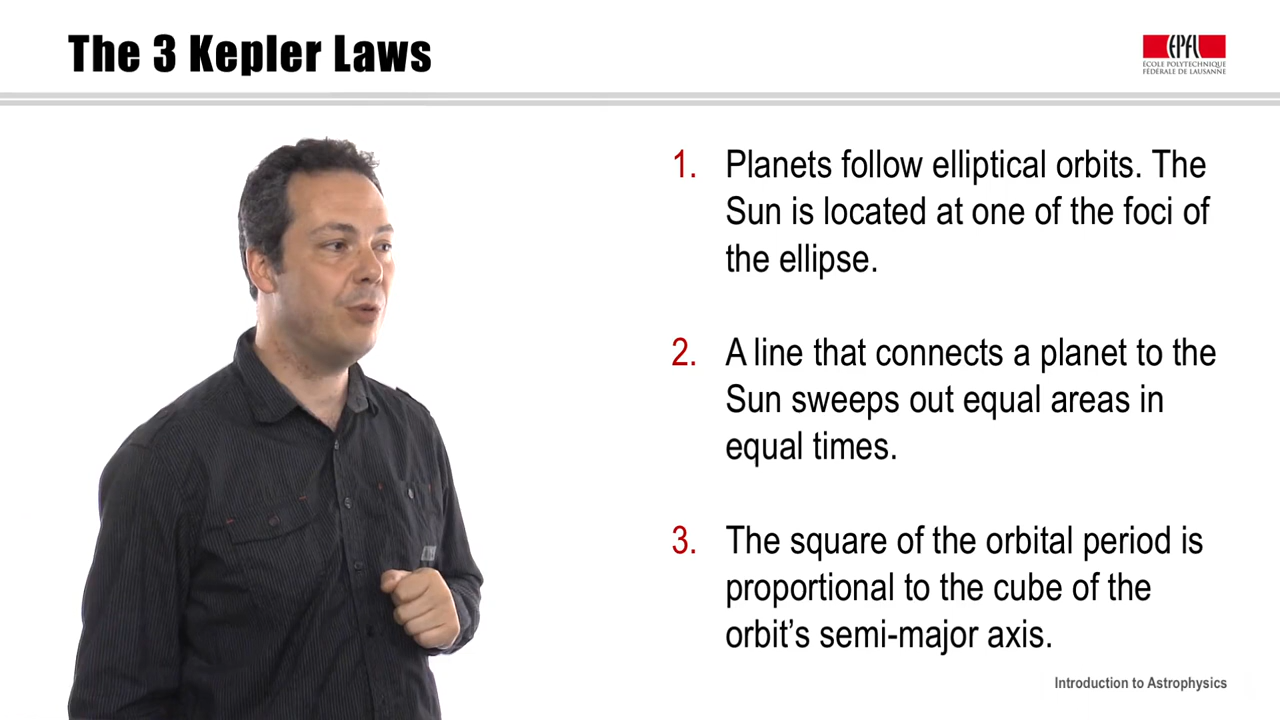 The 3 Kepler Laws
EPFL
ÉCOLE POLYTECHNIQUE
FÉDÉRALE DE LAUSANNE
1. Planets follow elliptical orbits. The
Sun is located at one of the foci of
the ellipse.
2. A line that connects a planet to the
Sun sweeps out equal areas in
equal times.
3. The square of the orbital period is
proportional to the cube of the
orbit’s semi-major axis.
Introduction to Astrophysics